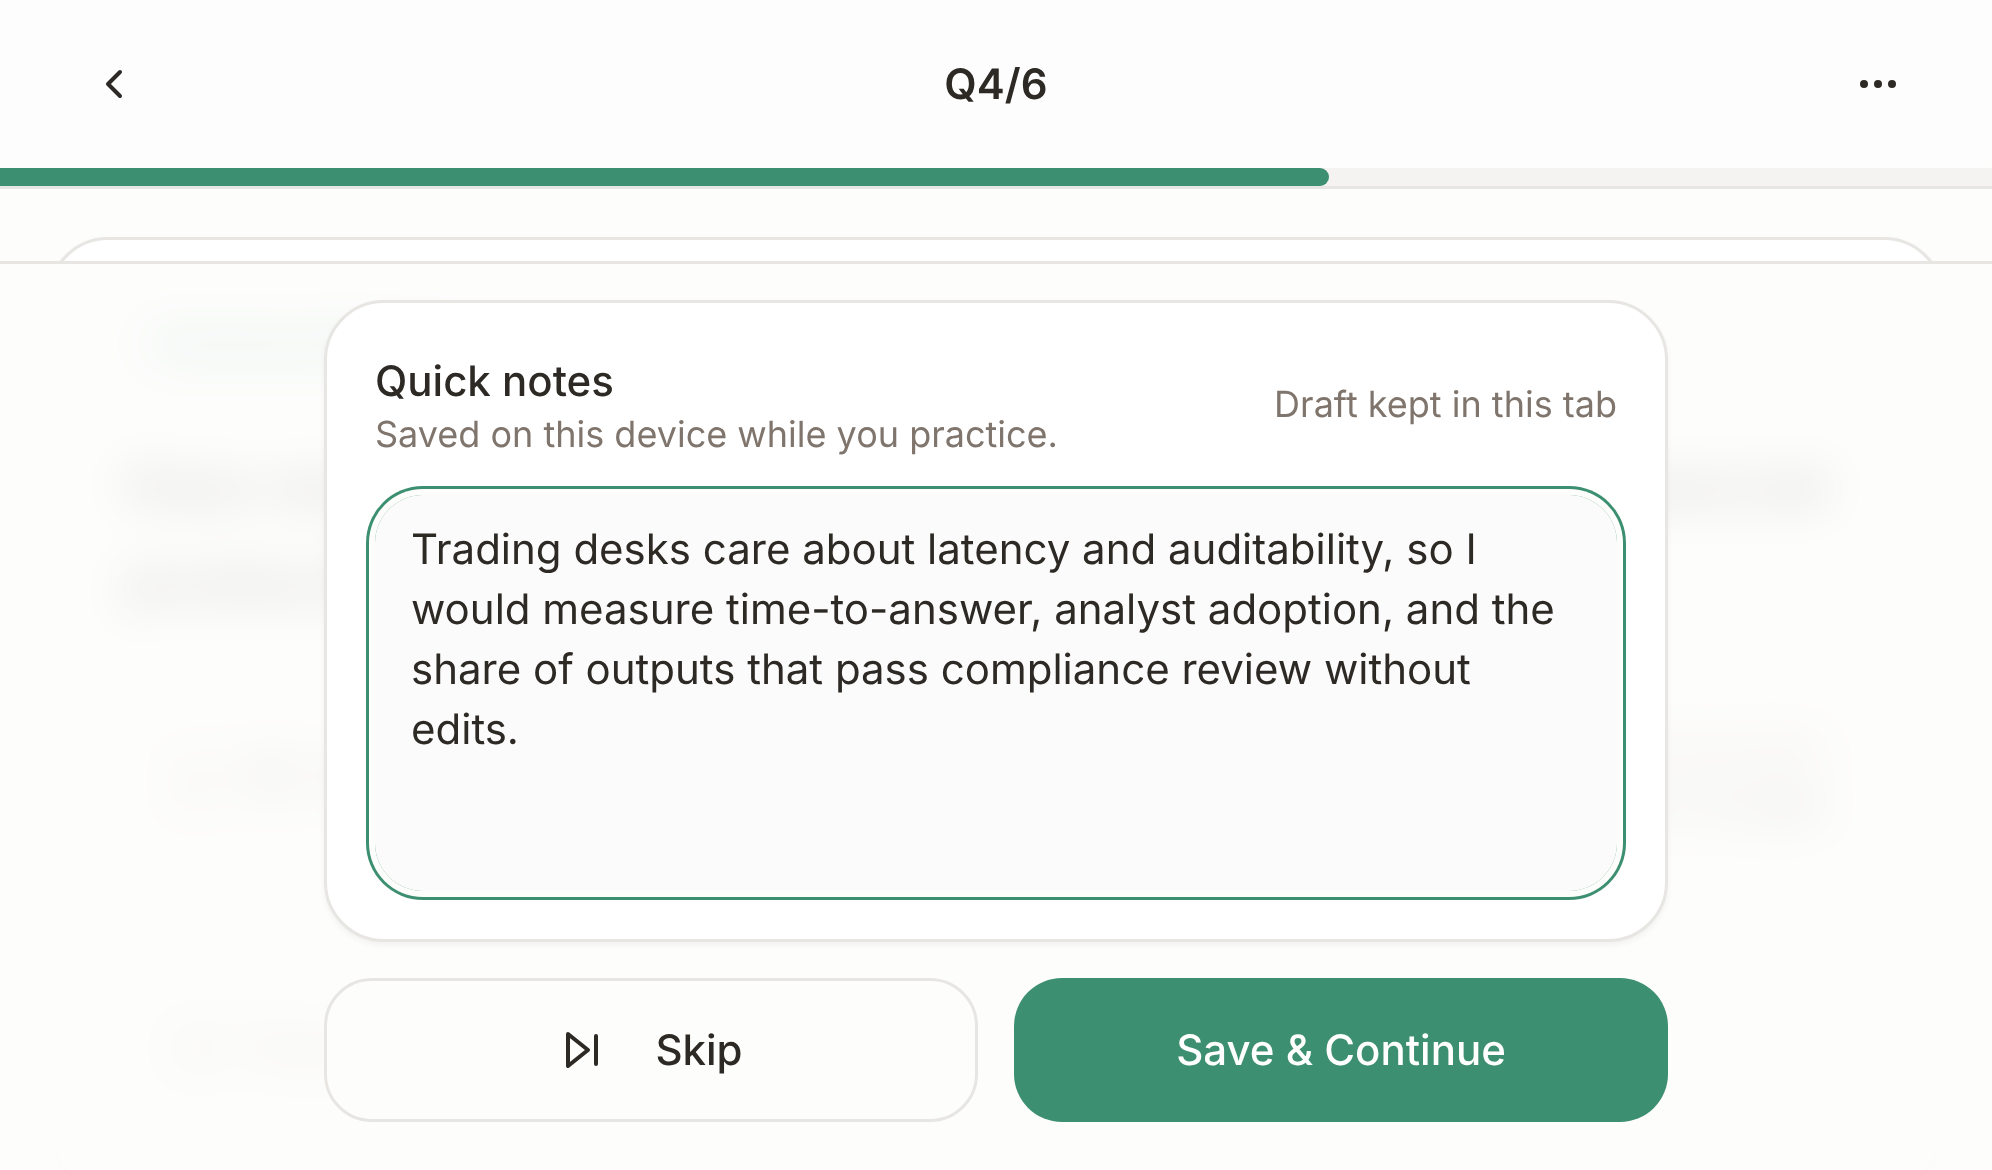 Q4/6
Quick notes
Saved on this device while you practice.
Draft kept in this tab
Trading desks care about latency and auditability, so I
would measure time-to-answer, analyst adoption, and the
share of outputs that pass compliance review without
edits.
Skip
Save & Continue